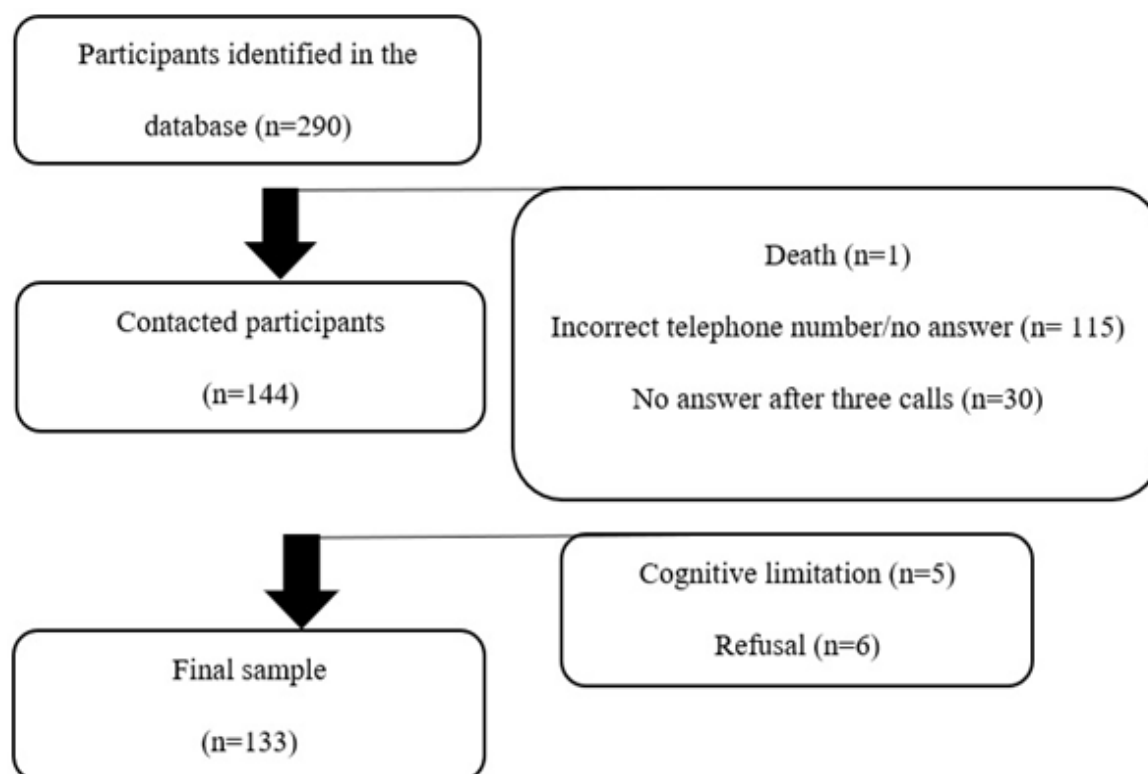 Participants identified in the
database (n=290)
Death (n=1)
Incorrect telephone number/no answer (n= 115)
No answer after three calls (n=30)
Contacted participants
(n=144)
Cognitive limitation (n=5)
Refusal (n=6)
Final sample
(n=133)